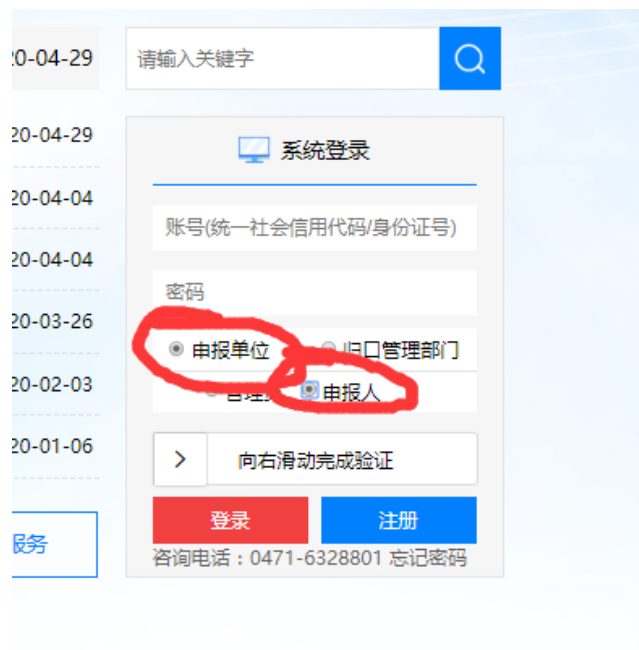 20-04-29
请输入关键字
20-04-29
系统登录
20-04-04
账号(统一社会信用代码/身份证号)
20-04-04
密码
20-03-26
申报单位
归口管理部门
20-02-03
申报人
20-01-06
向右滑动完成验证
登录
注册
服务
咨询电话：0471-6328801 忘记密码